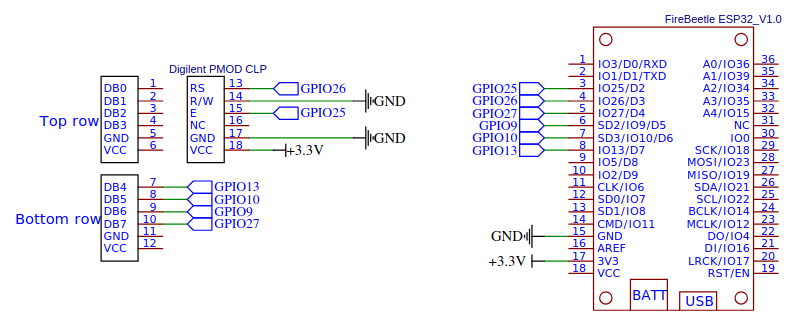 FireBeetle ESP32_V1.0
Digilent PMOD CLP
Top row
DB0 1
DB1 2
DB2 3
DB3 4
GND 5
VCC 6
RS 13 GPIO26
R/W 14 GND
E 15 GPIO25
NC 16
GND 17 GND
VCC 18 +3.3V
Bottom row
DB4 7 GPIO13
DB5 8 GPIO10
DB6 9 GPIO9
DB7 10 GPIO27
GND 11
VCC 12
1 IO3/D0/RXD A0/IO36 36
2 IO1/D1/TXD A1/IO39 35
GPIO25 3 IO25/D2 A2/IO34 34
GPIO26 4 IO26/D3 A3/IO35 33
GPIO27 5 IO27/D4 A4/IO15 32
GPIO9 6 SD2/IO9/D5 NC 31
GPIO10 7 SD3/IO10/D6 IO0 30
GPIO13 8 IO13/D7 SCK/IO18 29
9 IO5/D8 MOSI/IO23 28
10 IO2/D9 MISO/IO19 27
11 CLK/IO6 SDA/IO21 26
12 SD0/IO7 SCL/IO22 25
13 SD1/IO8 BCLK/IO14 24
14 CMD/IO11 MCLK/IO12 23
GND 15 GND DO/IO4 22
16 AREF DI/IO16 21
+3.3V 17 3V3 LRCK/IO17 20
18 VCC RST/EN 19
BATT USB